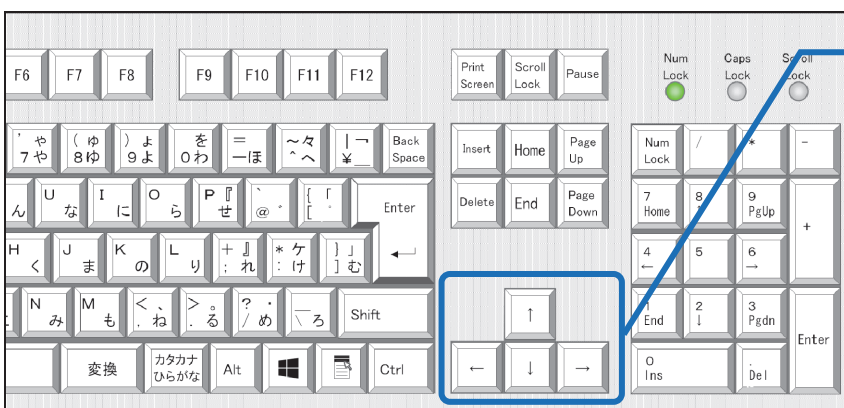 F6 F7 F8 F9 F10 F11 F12 Print Screen Scroll Lock Pause Num Lock Caps Lock Scroll Lock
' や 7 や ( ゆ 8 ゆ ) よ 9 よ を 0 わ = ー ほ ～ 々 ^ へ | ¬ ¥ _ Back Space Insert Home Page Up Num Lock / * -
ん U な I に O ら P 『 せ ` @ ゛ { 「 [ ゜ Enter Delete End Page Down 7 Home 8 ↑ 9 PgUp +
H く J ま K の L り + 』 ; れ * ケ : け } 」 ] む ← 4 ← 5 6 →
N み M も < 、 , ね > 。 . る ? ・ / め _ \ ろ Shift ↑ 1 End 2 ↓ 3 Pgdn Enter
変換 カタカナ ひらがな Alt Ctrl ← ↓ → 0 Ins . Del